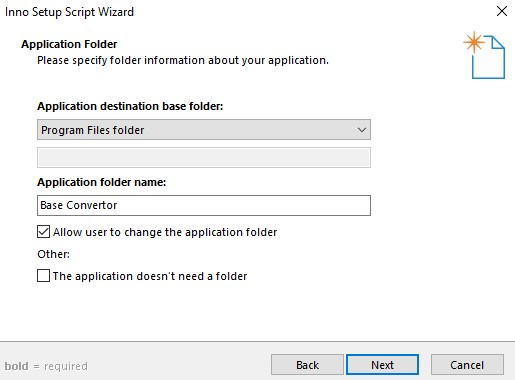 Inno Setup Script Wizard
Application Folder
Please specify folder information about your application.
Application destination base folder:
Program Files folder
Application folder name:
Base Convertor
Allow user to change the application folder
Other:
The application doesn't need a folder
bold = required
Back
Next
Cancel